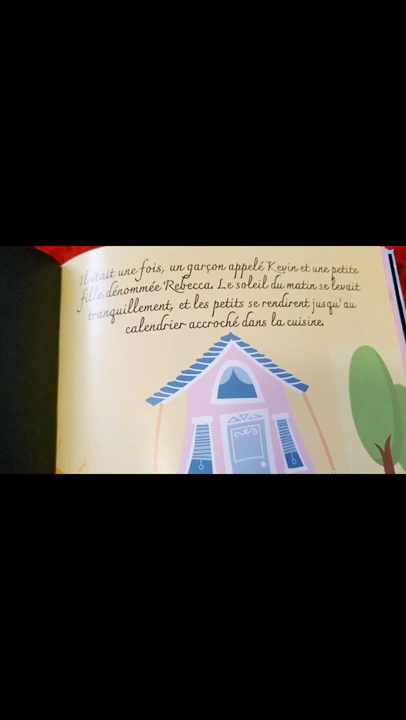 Il était une fois, un garçon appelé Kevin et une petite
fille dénommée Rebecca. Le soleil du matin se levait
tranquillement, et les petits se rendirent jusqu'au
calendrier accroché dans la cuisine.